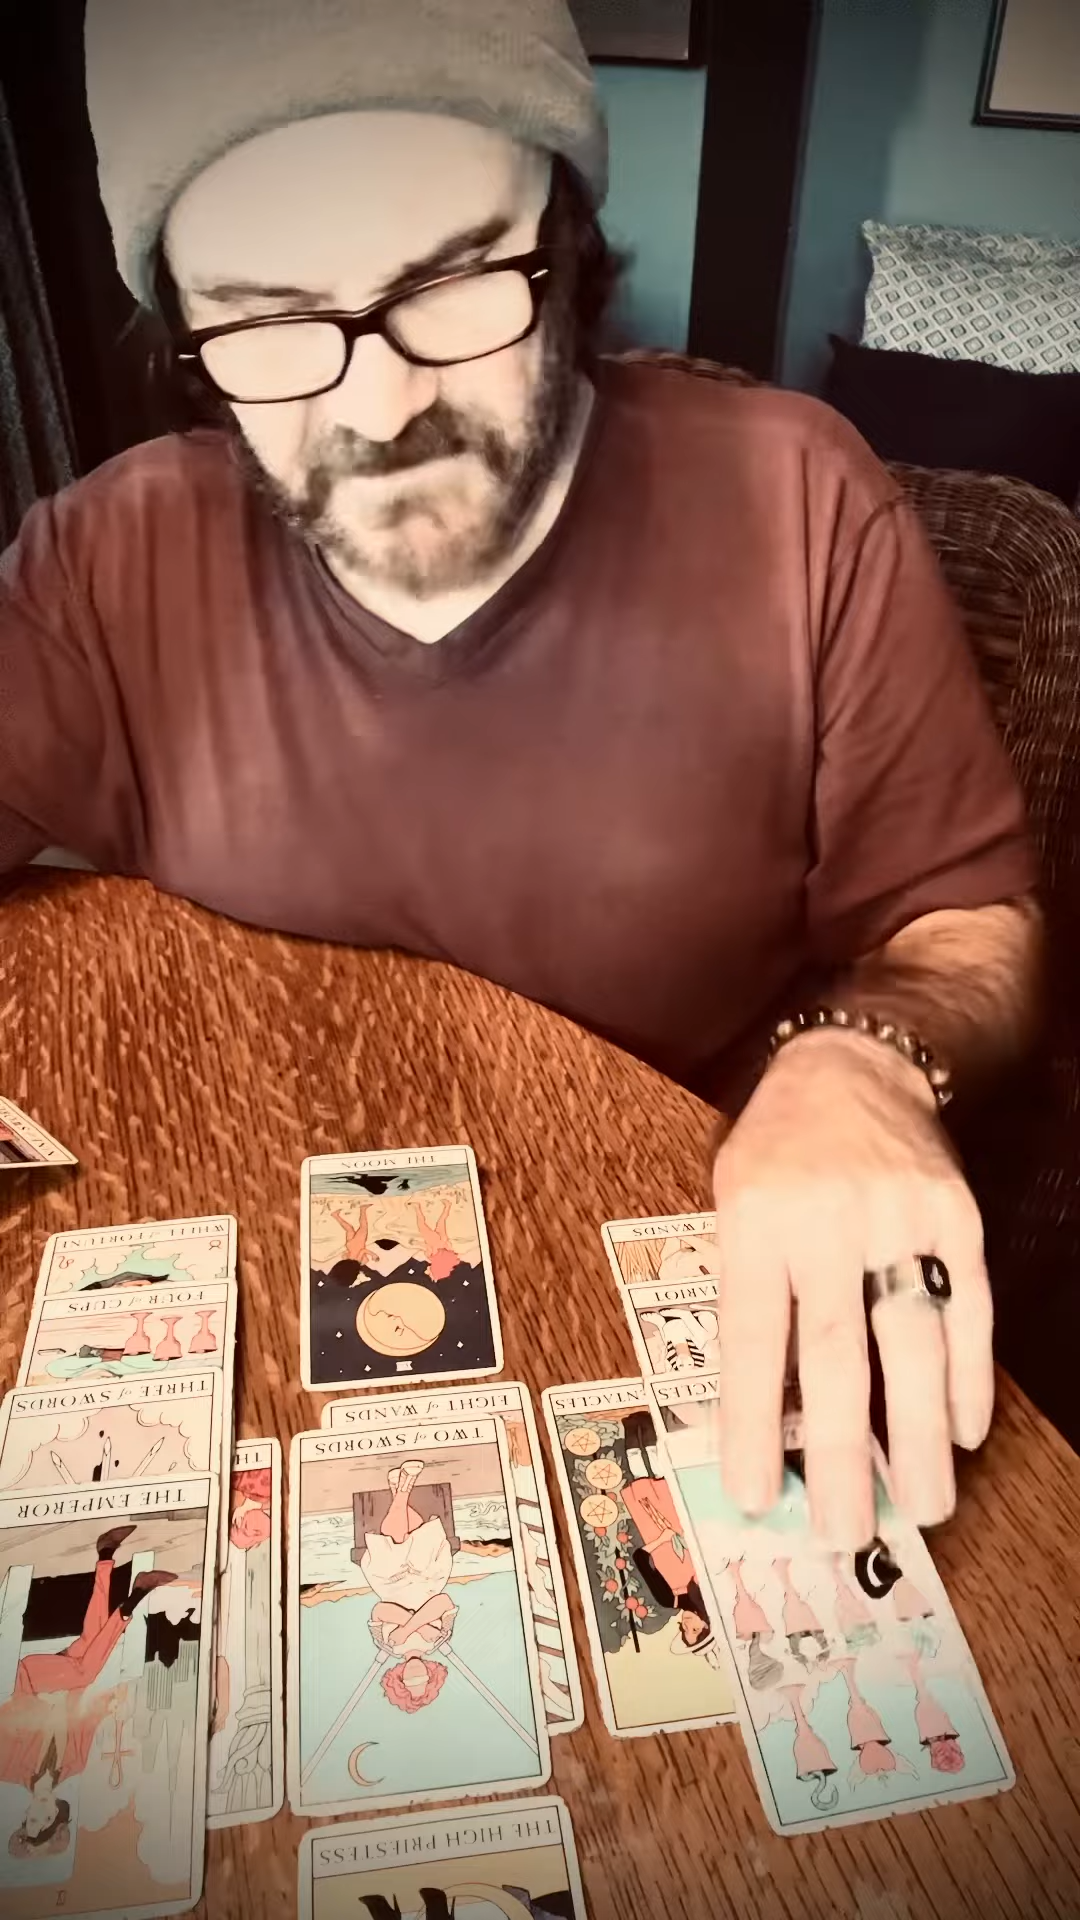 THE MOON
WHEEL of FORTUNE
of WANDS
FOUR of CUPS
THREE of SWORDS
EIGHT of WANDS
TWO of SWORDS
THE EMPEROR
THE HIGH PRIESTESS